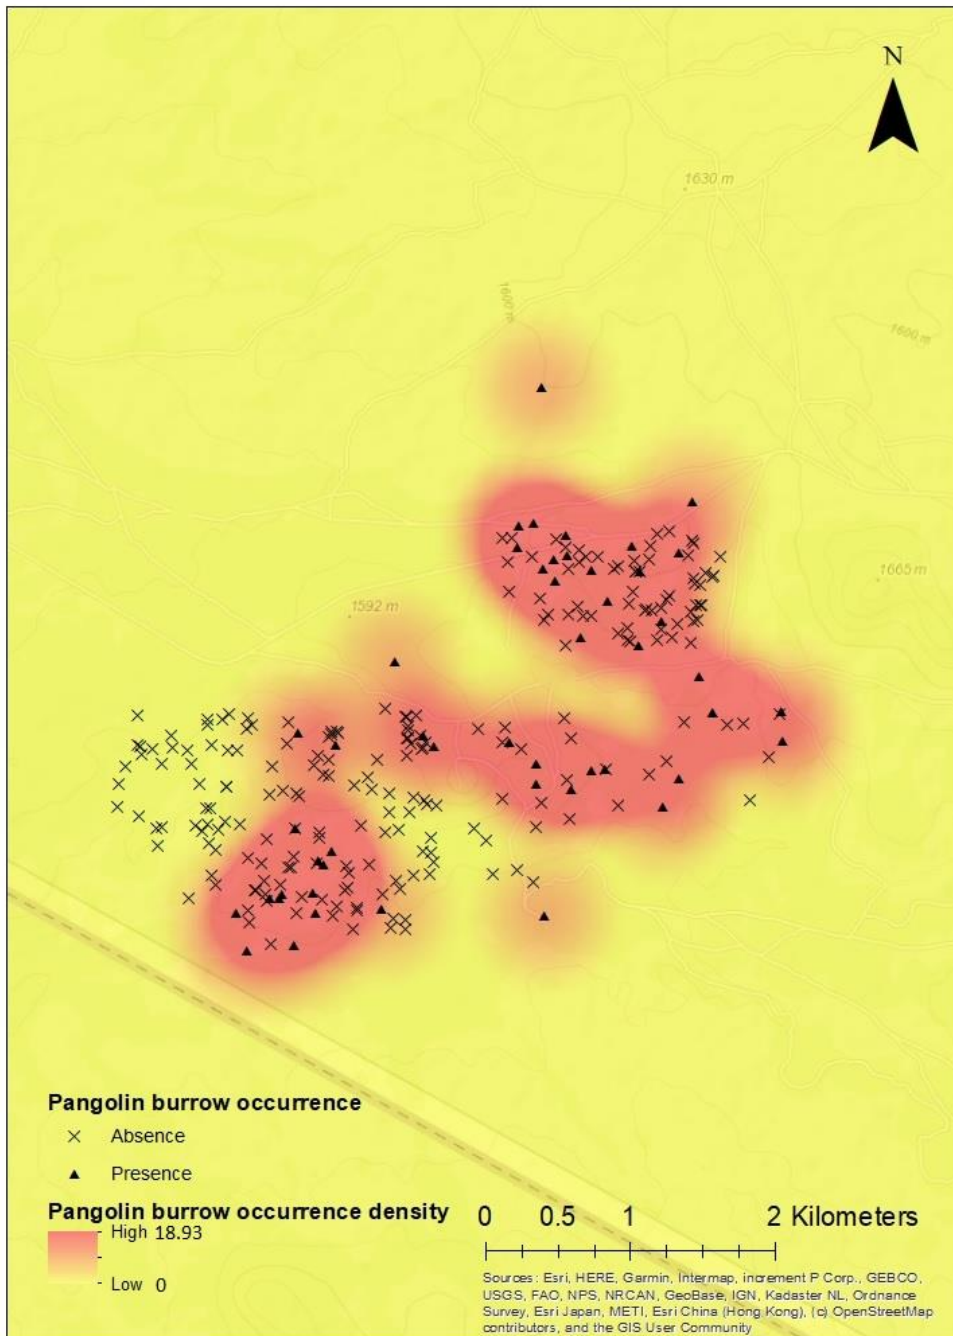 N
1630 m
1600 m
1600 m
1665 m
1592 m
Pangolin burrow occurrence
Absence
Presence
Pangolin burrow occurrence density
High 18.93
Low 0
0 0.5 1 2 Kilometers
Sources: Esri, HERE, Garmin, Intermap, increment P Corp., GEBCO,
USGS, FAO, NPS, NRCAN, GeoBase, IGN, Kadaster NL, Ordnance
Survey, Esri Japan, METI, Esri China (Hong Kong), (c) OpenStreetMap
contributors, and the GIS User Community